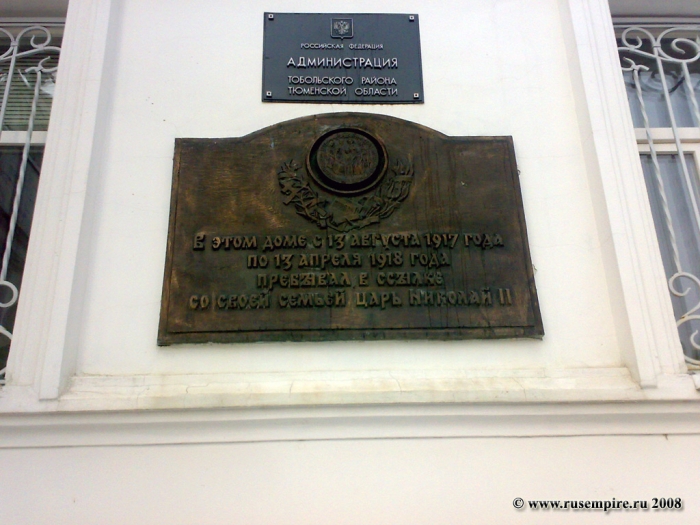 РОССИЙСКАЯ ФЕДЕРАЦИЯ
АДМИНИСТРАЦИЯ
ТОБОЛЬСКОГО РАЙОНА
ТЮМЕНСКОЙ ОБЛАСТИ
В ЭТОМ ДОМЕ С 13 АВГУСТА 1917 ГОДА
ПО 13 АПРЕЛЯ 1918 ГОДА
ПРЕБЫВАЛ В ССЫЛКЕ
СО СВОЕЙ СЕМЬЕЙ ЦАРЬ НИКОЛАЙ II
© www.rusempire.ru 2008